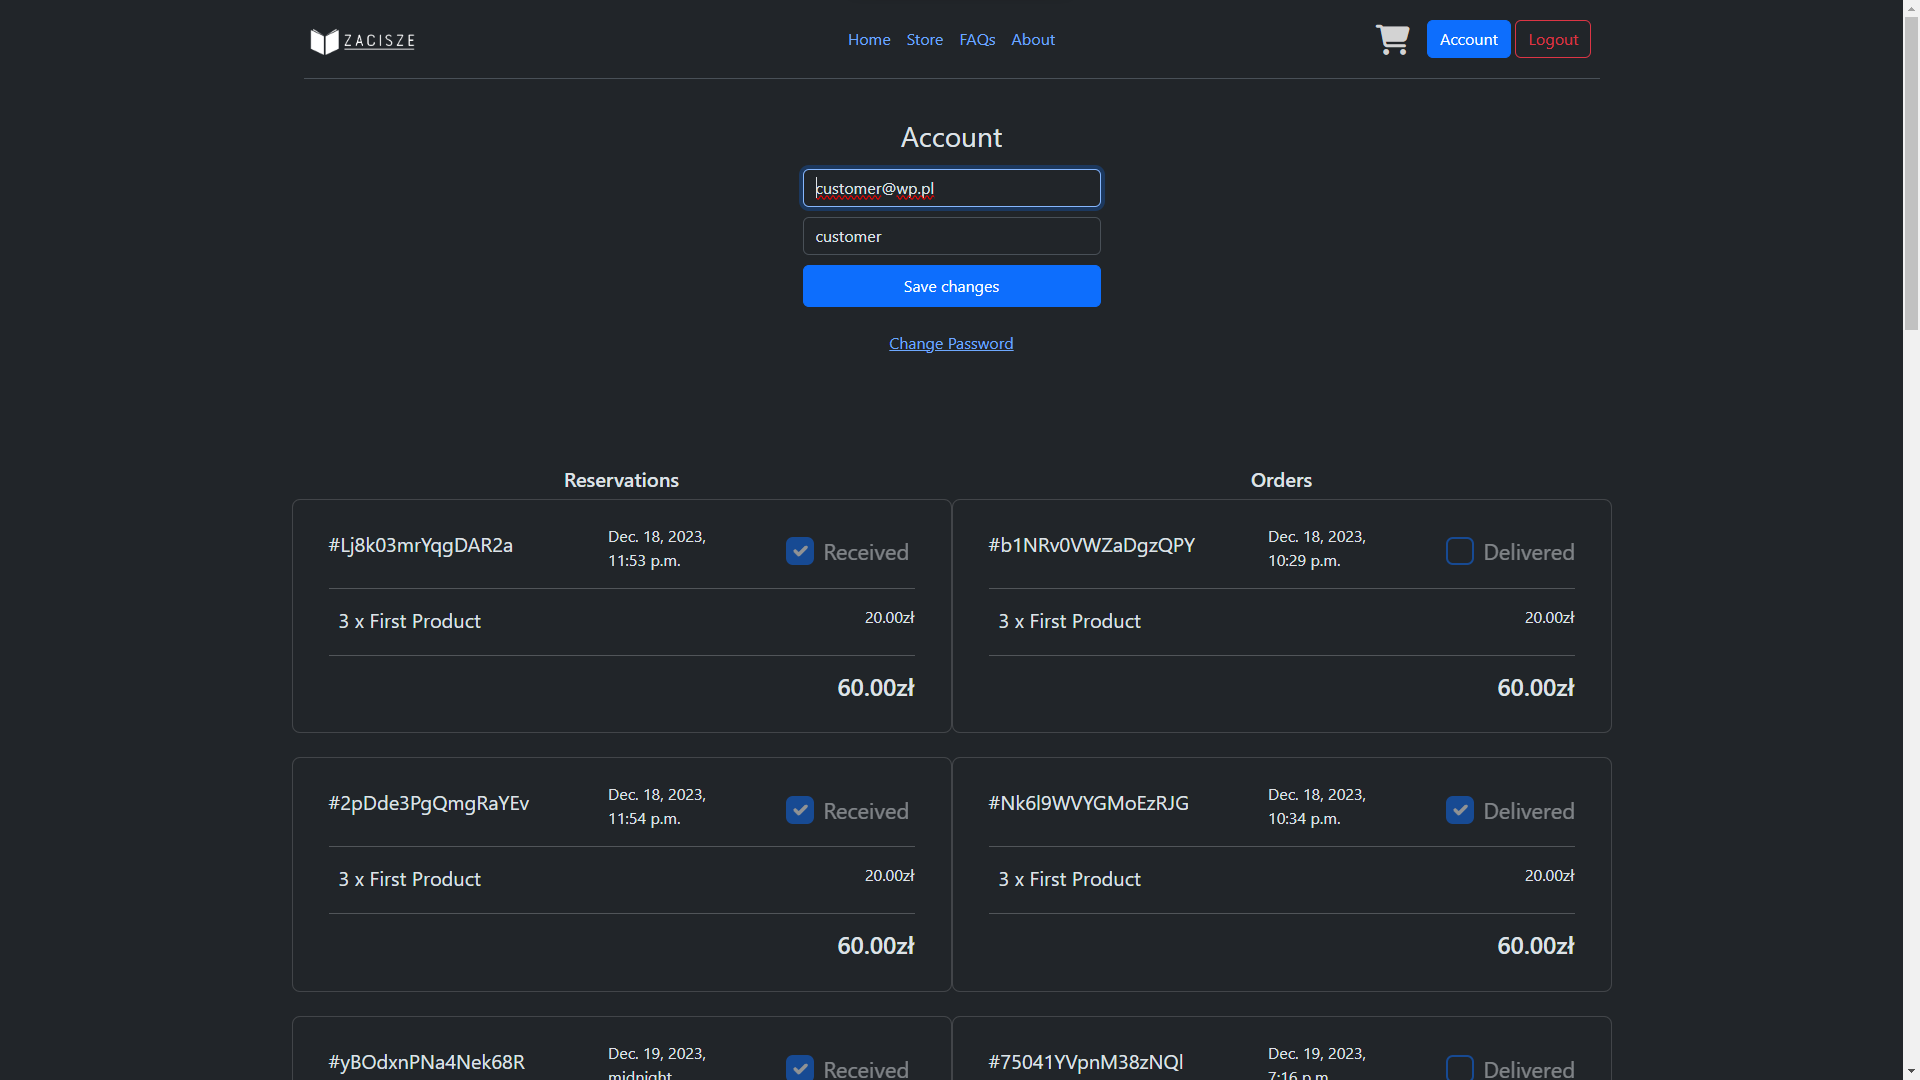 ZACISZE
Home Store FAQs About
Account Logout
Account
customer@wp.pl
customer
Save changes
Change Password
Reservations
#Lj8k03mrYqgDAR2a
Dec. 18, 2023,
11:53 p.m.
Received
3 x First Product 20.00zł
60.00zł
#2pDde3PgQmgRaYEv
Dec. 18, 2023,
11:54 p.m.
Received
3 x First Product 20.00zł
60.00zł
#yBOdxnPNa4Nek68R
Dec. 19, 2023,
midnight
Received
Orders
#b1NRv0VWZaDgzQPY
Dec. 18, 2023,
10:29 p.m.
Delivered
3 x First Product 20.00zł
60.00zł
#Nk6l9WVYGMoEzRJG
Dec. 18, 2023,
10:34 p.m.
Delivered
3 x First Product 20.00zł
60.00zł
#75041YVpnM38zNQl
Dec. 19, 2023,
7:16 p.m.
Delivered